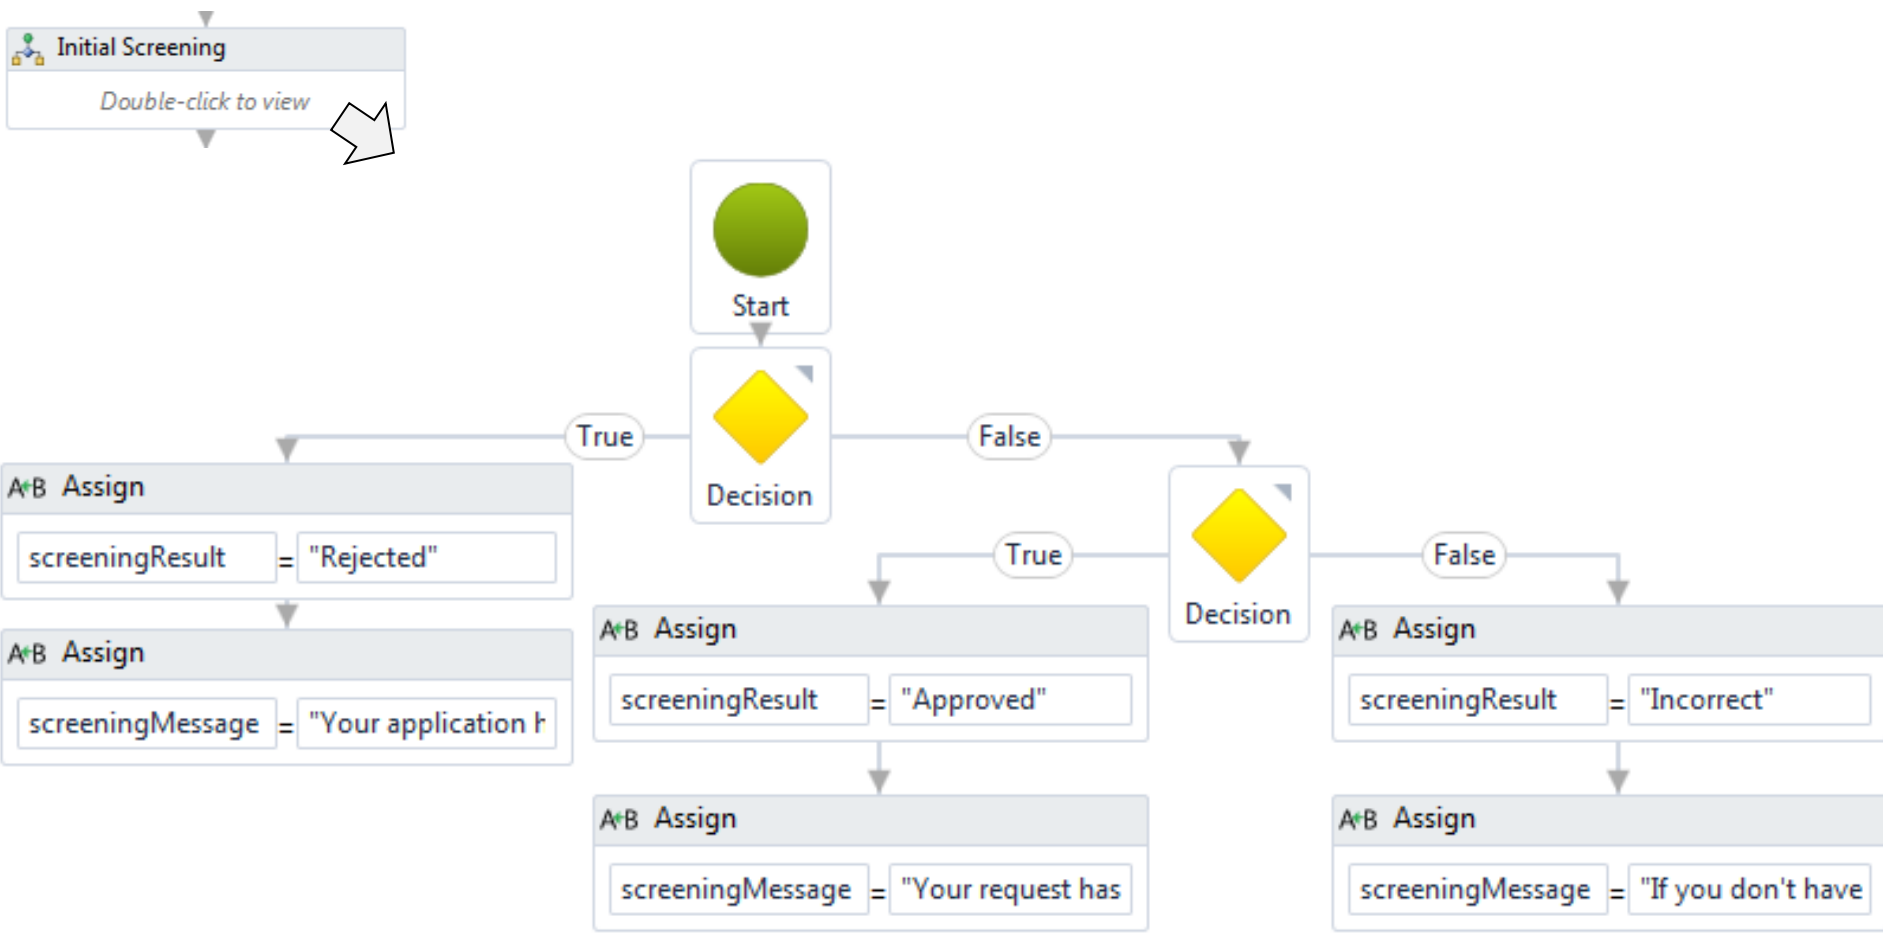 Initial Screening
Double-click to view
Start
Decision
True
False
A B Assign
screeningResult = "Rejected"
A B Assign
screeningMessage = "Your application h
Decision
True
False
A B Assign
screeningResult = "Approved"
A B Assign
screeningMessage = "Your request has
A B Assign
screeningResult = "Incorrect"
A B Assign
screeningMessage = "If you don't have